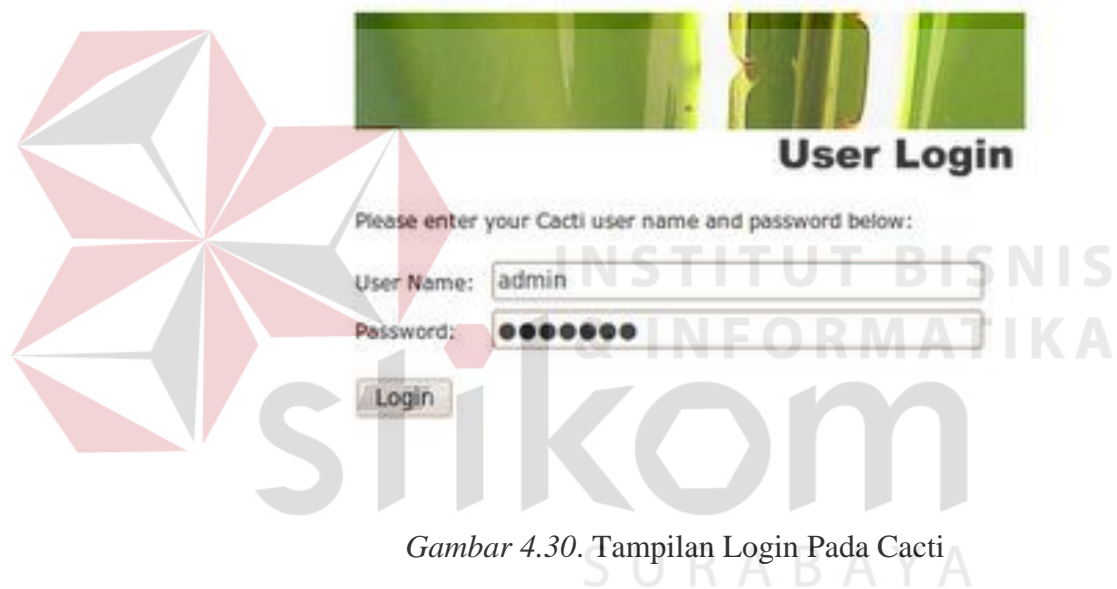 User Login
Please enter your Cacti user name and password below:
User Name: admin
Password: ●●●●●●●
Login
INSTITUT BISNIS
& INFORMATIKA
stikom
SURABAYA
Gambar 4.30. Tampilan Login Pada Cacti